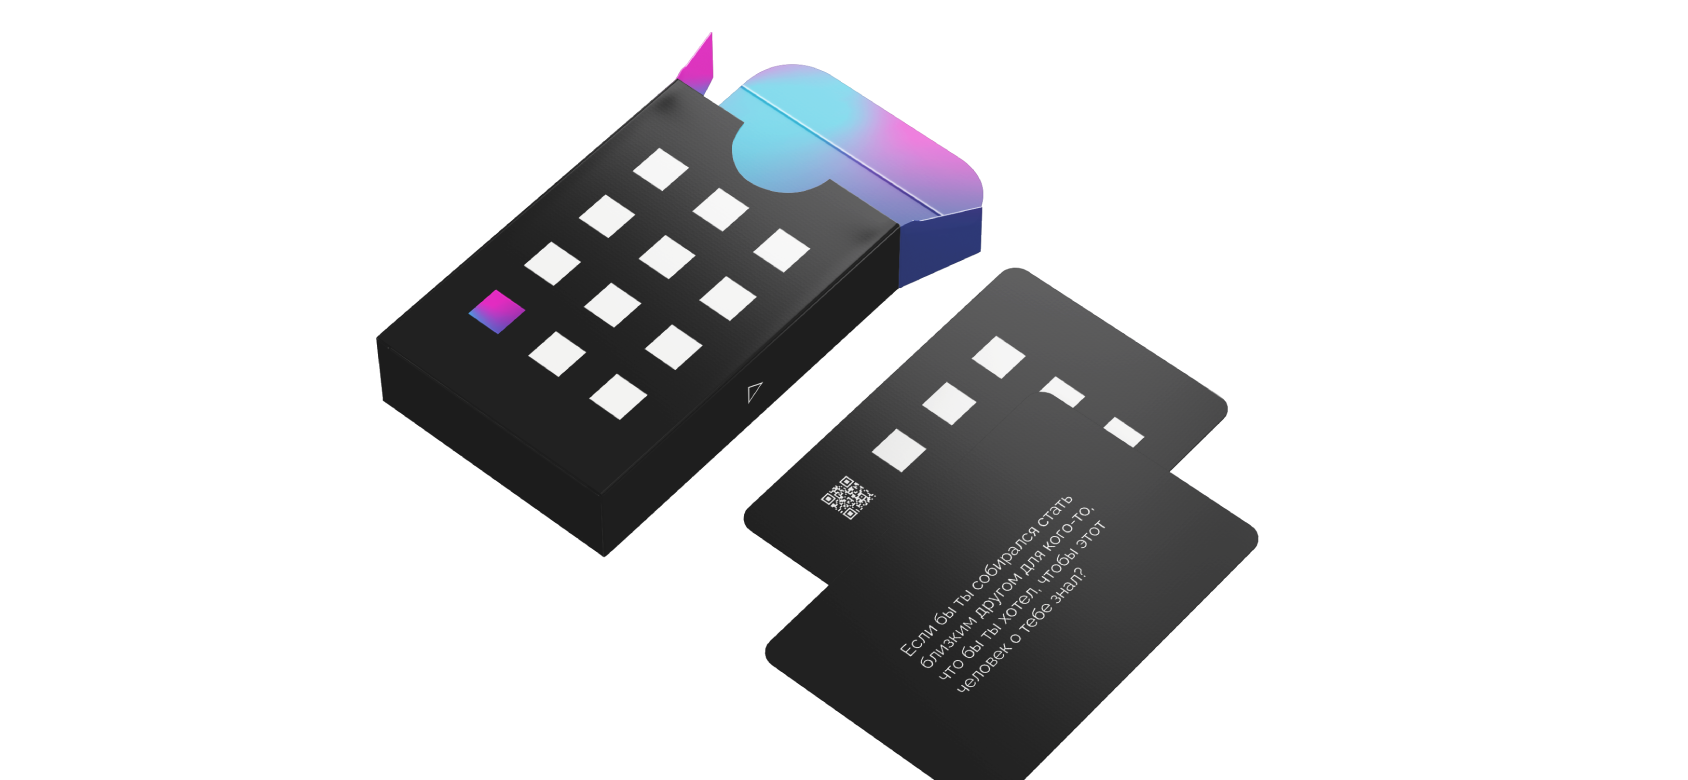 Если бы ты собирался стать
близким другом для кого-то,
что бы ты хотел, чтобы этот
человек о тебе знал?